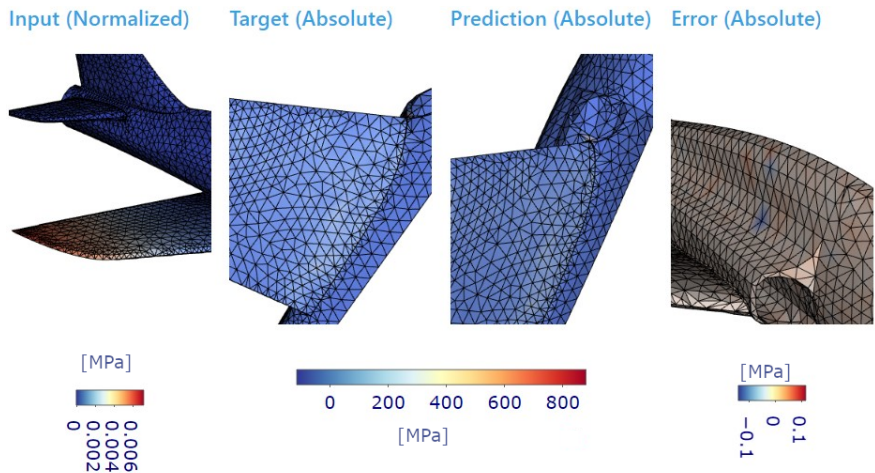 Input (Normalized) Target (Absolute) Prediction (Absolute) Error (Absolute)
[MPa]
0 0.002 0.004 0.006
0 200 400 600 800
[MPa]
[MPa]
−0.1 0.1